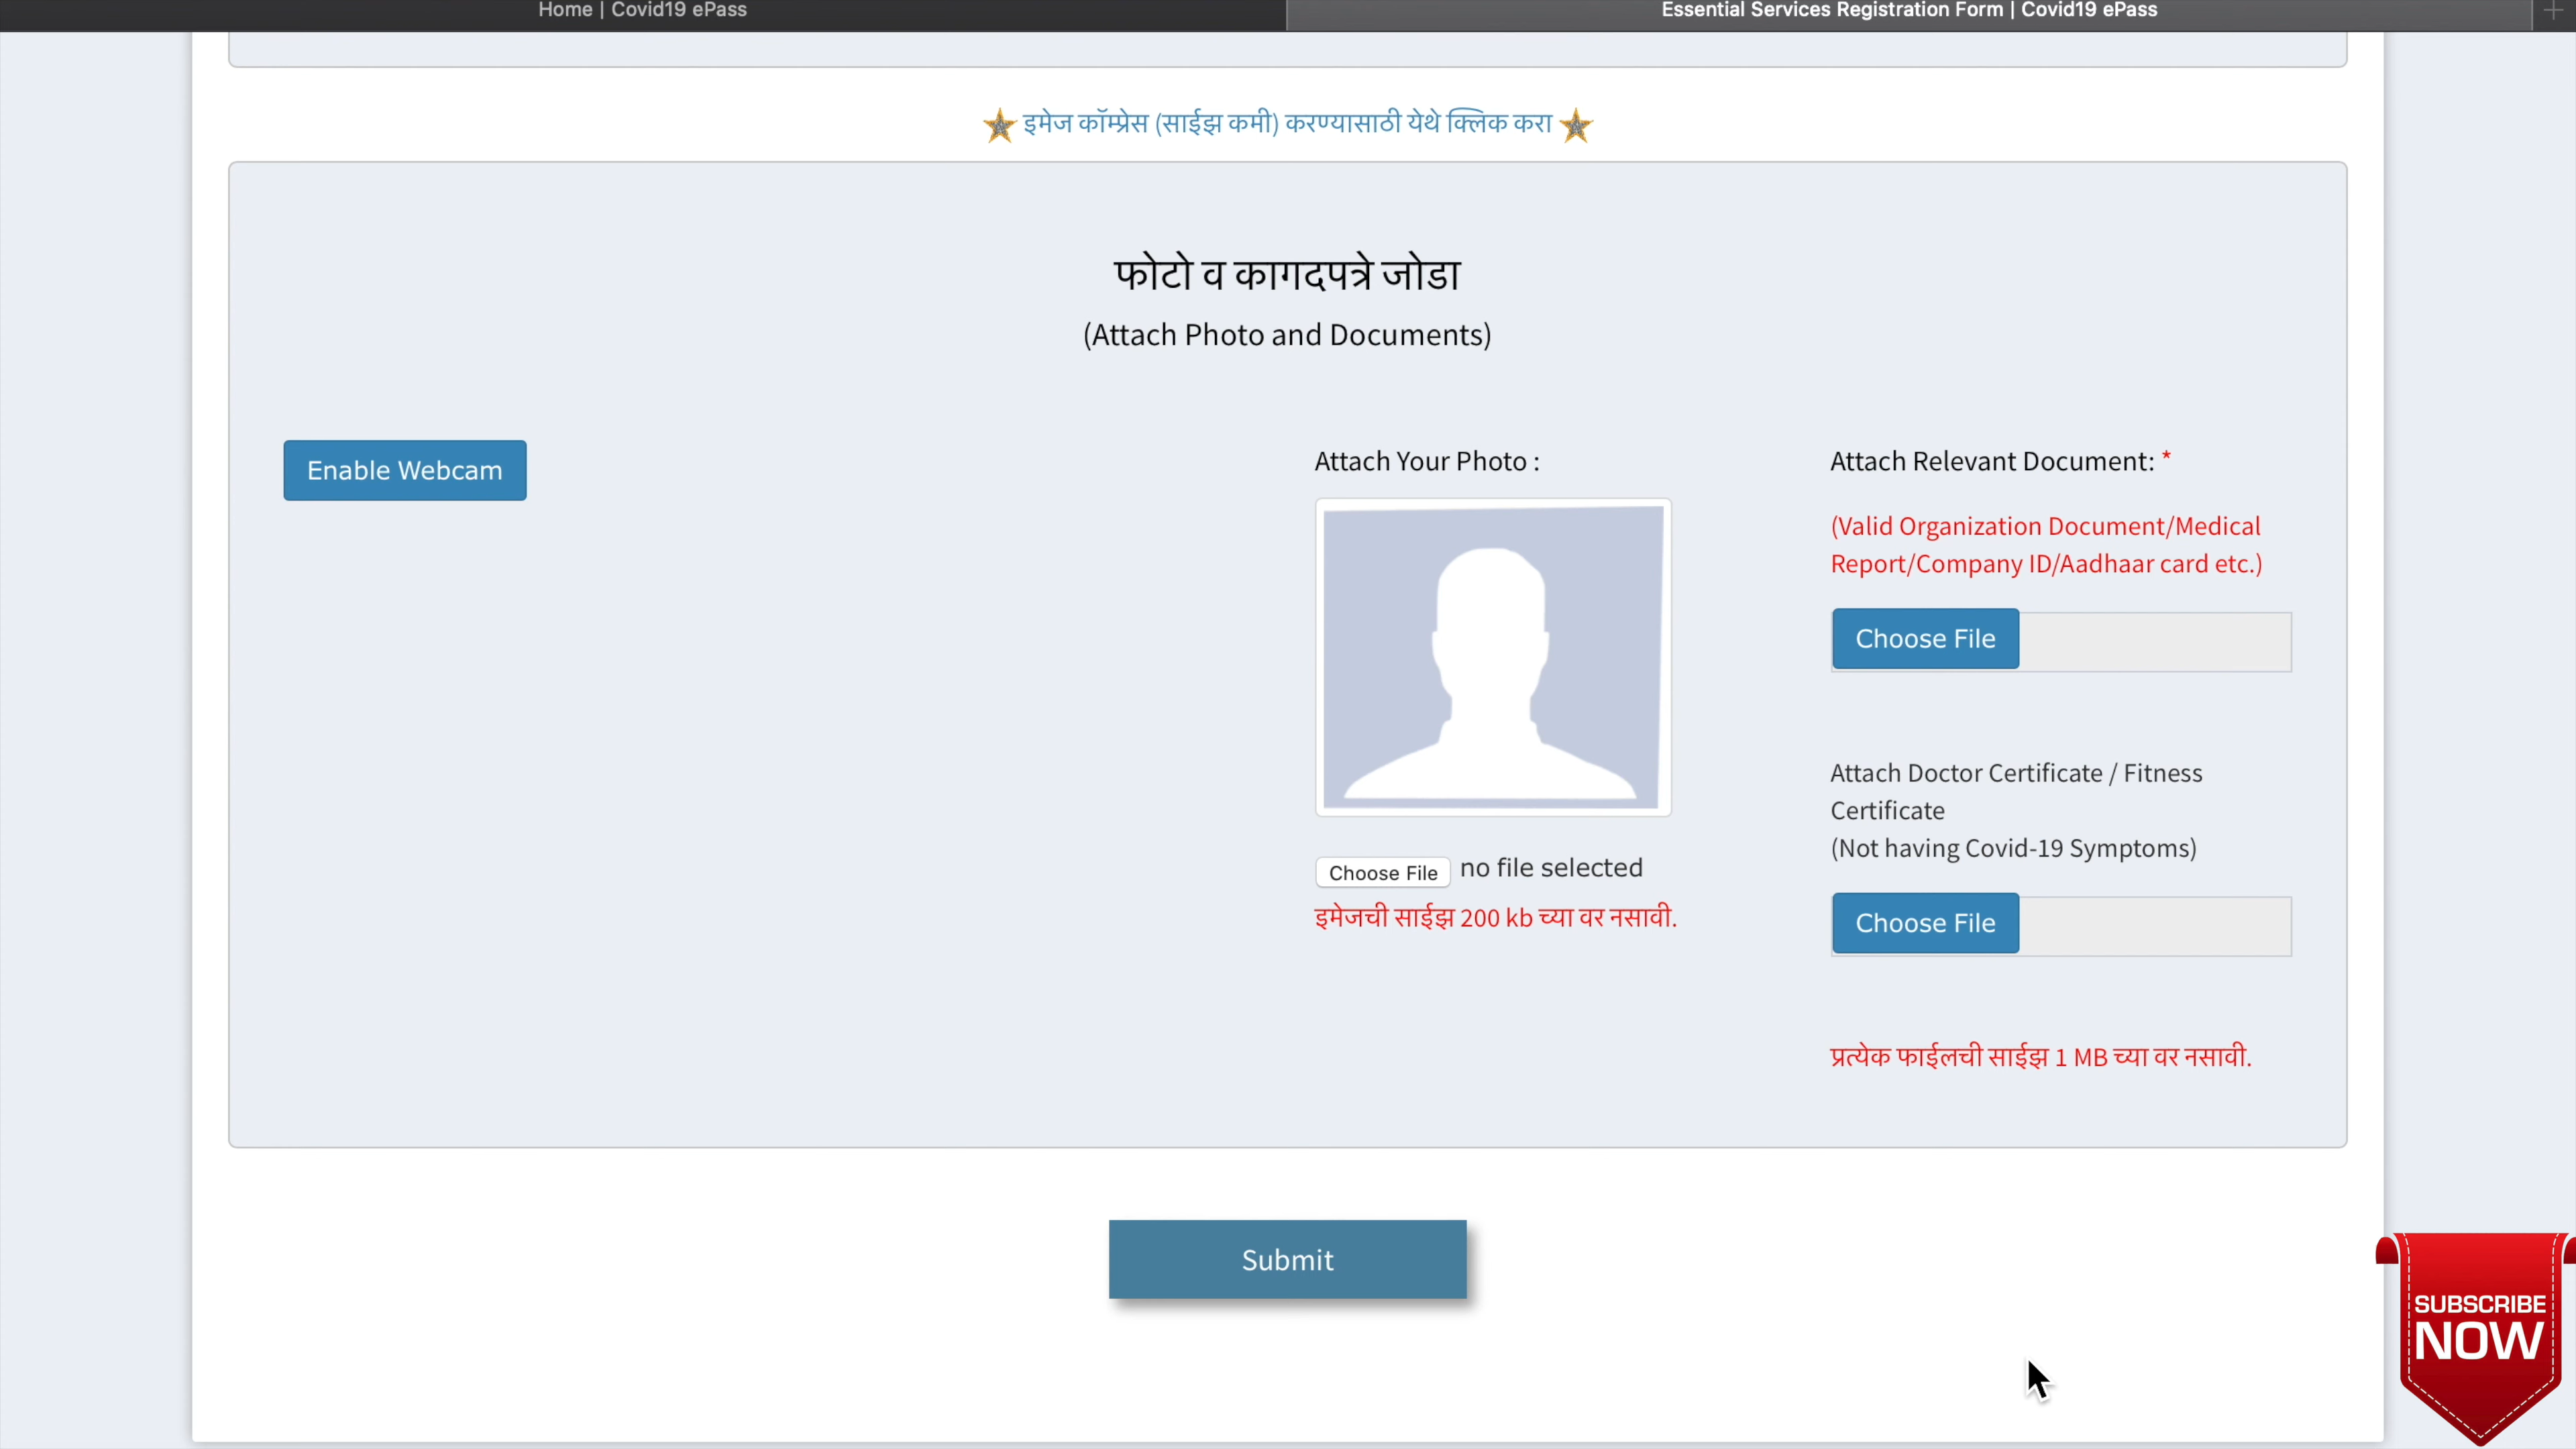 Home | Covid19 ePass
Essential Services Registration Form | Covid19 ePass
इमेज कॉम्प्रेस (साईझ कमी) करण्यासाठी येथे क्लिक करा
फोटो व कागदपत्रे जोडा
(Attach Photo and Documents)
Enable Webcam
Attach Your Photo :
Choose File no file selected
इमेजची साईझ 200 kb च्या वर नसावी.
Attach Relevant Document: *
(Valid Organization Document/Medical
Report/Company ID/Aadhaar card etc.)
Choose File
Attach Doctor Certificate / Fitness
Certificate
(Not having Covid-19 Symptoms)
Choose File
प्रत्येक फाईलची साईझ 1 MB च्या वर नसावी.
Submit
SUBSCRIBE
NOW